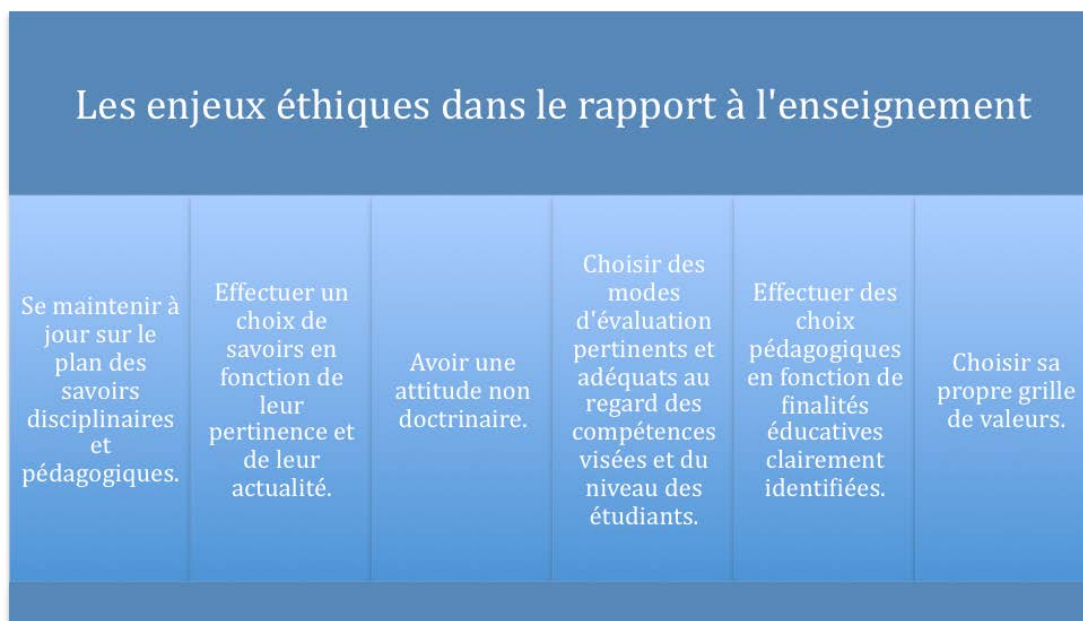 Les enjeux éthiques dans le rapport à l'enseignement
Se maintenir à
jour sur le
plan des
savoirs
disciplinaires
et
pédagogiques.
Effectuer un
choix de
savoirs en
fonction de
leur
pertinence et
de leur
actualité.
Avoir une
attitude non
doctrinaire.
Choisir des
modes
d'évaluation
pertinents et
adéquats au
regard des
compétences
visées et du
niveau des
étudiants.
Effectuer des
choix
pédagogiques
en fonction de
finalités
éducatives
clairement
identifiées.
Choisir sa
propre grille
de valeurs.